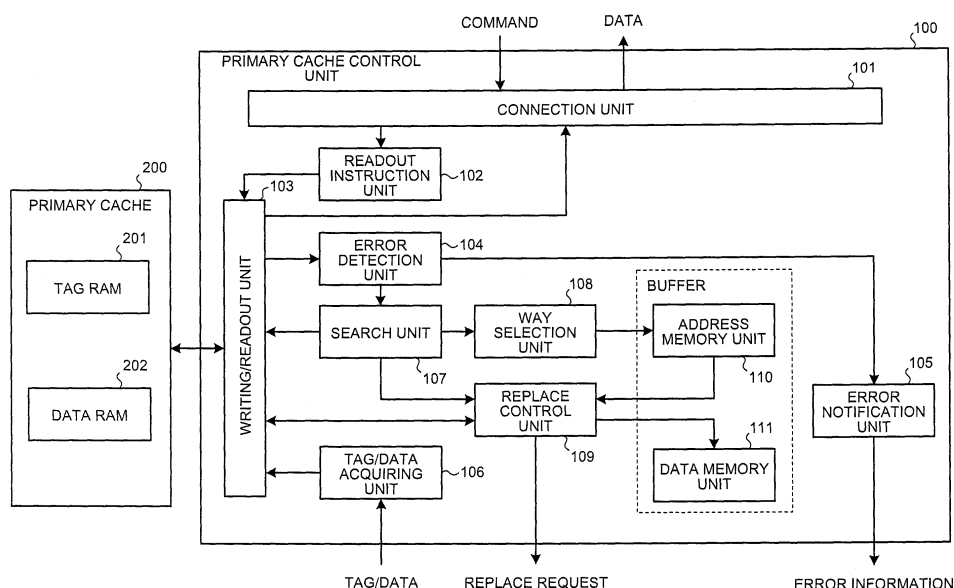 COMMAND
DATA
100
PRIMARY CACHE CONTROL
UNIT
101
CONNECTION UNIT
200
PRIMARY CACHE
201
TAG RAM
202
DATA RAM
READOUT
INSTRUCTION
UNIT
102
103
WRITING/READOUT UNIT
ERROR
DETECTION
UNIT
104
SEARCH UNIT
107
108
WAY
SELECTION
UNIT
BUFFER
ADDRESS
MEMORY UNIT
110
REPLACE
CONTROL
UNIT
109
111
DATA MEMORY
UNIT
105
ERROR
NOTIFICATION
UNIT
TAG/DATA
ACQUIRING
UNIT
106
TAG/DATA
REPLACE REQUEST
ERROR INFORMATION